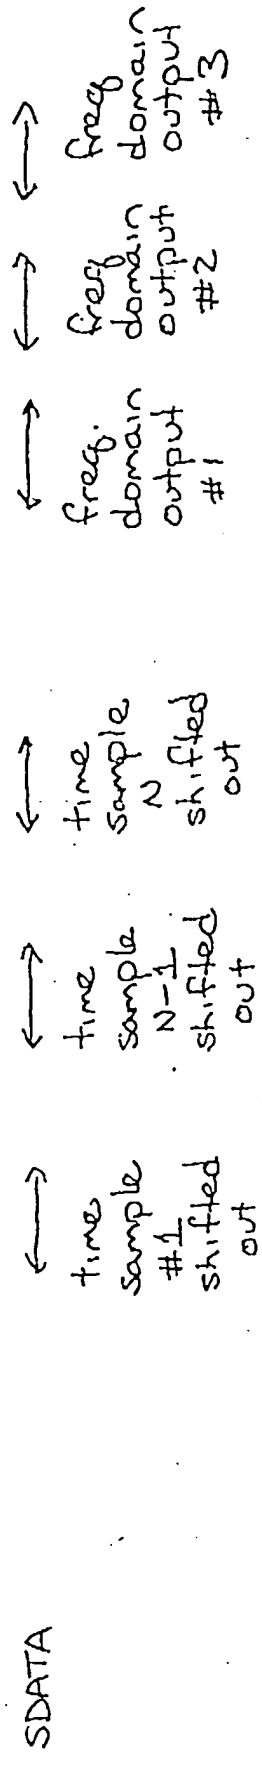 SDATA
time
sample
#1
shifted
out
time
sample
N-1
shifted
out
time
sample
N
shifted
out
freq.
domain
output
#1
freq
domain
output
#2
freq
domain
output
#3